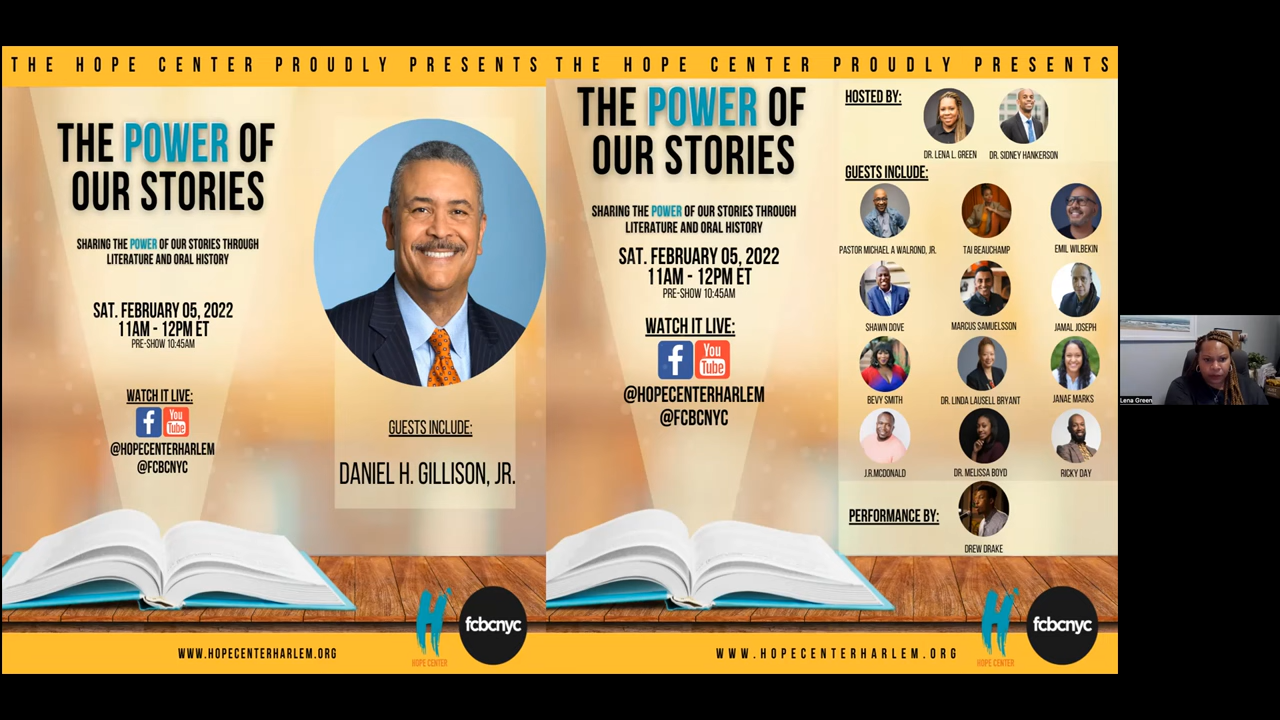 THE HOPE CENTER PROUDLY PRESENTS
THE POWER OF
OUR STORIES
SHARING THE POWER OF OUR STORIES THROUGH
LITERATURE AND ORAL HISTORY
SAT. FEBRUARY 05, 2022
11AM - 12PM ET
PRE-SHOW 10:45AM
WATCH IT LIVE:
f
You
Tube
@HOPECENTERHARLEM
@FCBCNYC
GUESTS INCLUDE:
DANIEL H. GILLISON, JR.
H
HOPE CENTER
fcbcnyc
WWW.HOPECENTERHARLEM.ORG
THE HOPE CENTER PROUDLY PRESENTS
THE POWER OF
OUR STORIES
SHARING THE POWER OF OUR STORIES THROUGH
LITERATURE AND ORAL HISTORY
SAT. FEBRUARY 05, 2022
11AM - 12PM ET
PRE-SHOW 10:45AM
WATCH IT LIVE:
f
You
Tube
@HOPECENTERHARLEM
@FCBCNYC
HOSTED BY:
DR. LENA L. GREEN
DR. SIDNEY HANKERSON
GUESTS INCLUDE:
PASTOR MICHAEL A WALROND, JR.
TAI BEAUCHAMP
EMIL WILBEKIN
SHAWN DOVE
MARCUS SAMUELSSON
JAMAL JOSEPH
BEVY SMITH
DR. LINDA LAUSELL BRYANT
JANAE MARKS
J.R.MCDONALD
DR. MELISSA BOYD
RICKY DAY
PERFORMANCE BY:
DREW DRAKE
H
HOPE CENTER
fcbcnyc
WWW.HOPECENTERHARLEM.ORG
Lena Green